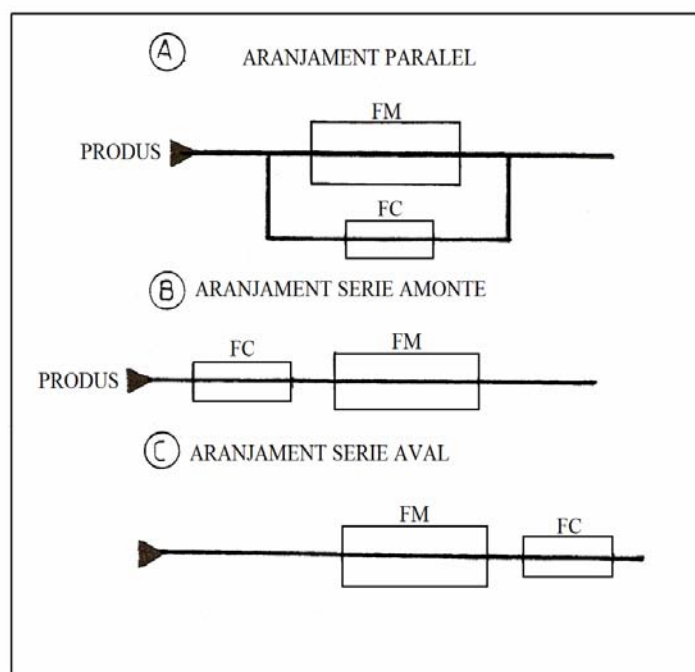 A ARANJAMENT PARALEL
FM
PRODUS
FC
B ARANJAMENT SERIE AMONTE
FC FM
PRODUS
C ARANJAMENT SERIE AVAL
FM
FC